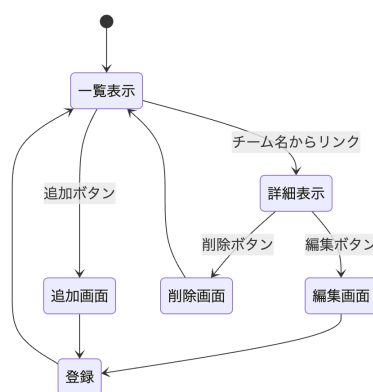 一覧表示
チーム名からリンク
追加ボタン
詳細表示
削除ボタン
編集ボタン
追加画面
削除画面
編集画面
登録